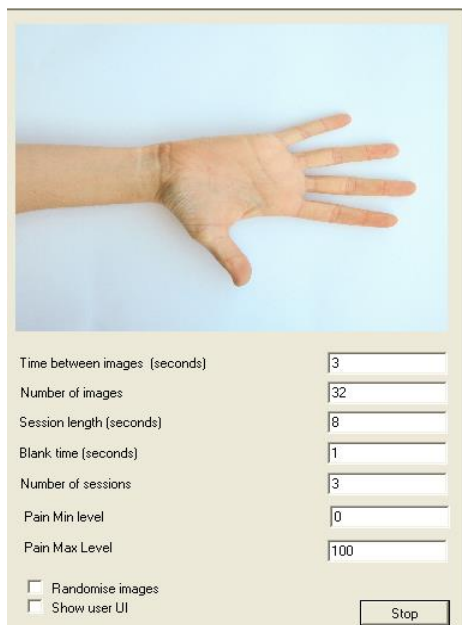 Time between images (seconds) 3
Number of images 32
Session length (seconds) 8
Blank time (seconds) 1
Number of sessions 3
Pain Min level 0
Pain Max Level 100
Randomise images
Show user UI
Stop